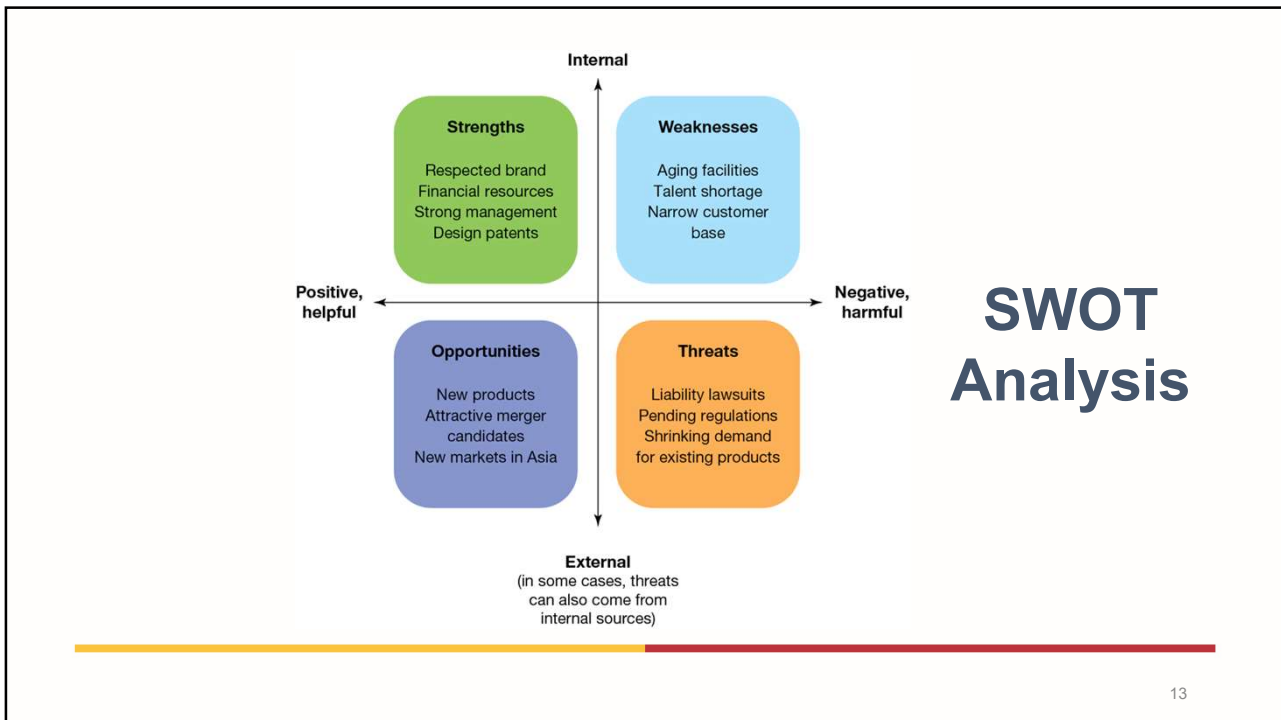 Internal
Strengths
Respected brand
Financial resources
Strong management
Design patents
Weaknesses
Aging facilities
Talent shortage
Narrow customer
base
Positive,
helpful
Negative,
harmful
SWOT
Analysis
Opportunities
New products
Attractive merger
candidates
New markets in Asia
Threats
Liability lawsuits
Pending regulations
Shrinking demand
for existing products
External
(in some cases, threats
can also come from
internal sources)
13